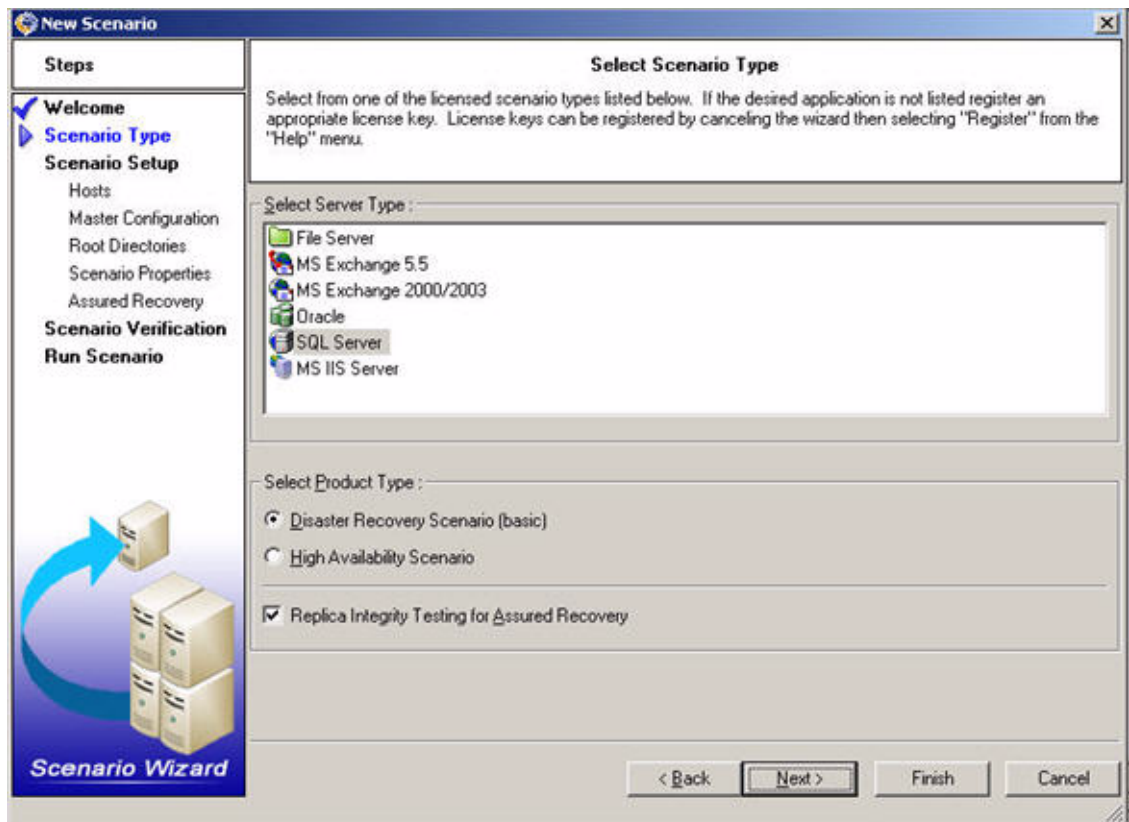 New Scenario
Steps
Welcome
Scenario Type
Scenario Setup
Hosts
Master Configuration
Root Directories
Scenario Properties
Assured Recovery
Scenario Verification
Run Scenario
Scenario Wizard
Select Scenario Type
Select from one of the licensed scenario types listed below. If the desired application is not listed register an
appropriate license key. License keys can be registered by canceling the wizard then selecting "Register" from the
"Help" menu.
Select Server Type :
File Server
MS Exchange 5.5
MS Exchange 2000/2003
Oracle
SQL Server
MS IIS Server
Select Product Type :
Disaster Recovery Scenario (basic)
High Availability Scenario
Replica Integrity Testing for Assured Recovery
< Back
Next >
Finish
Cancel